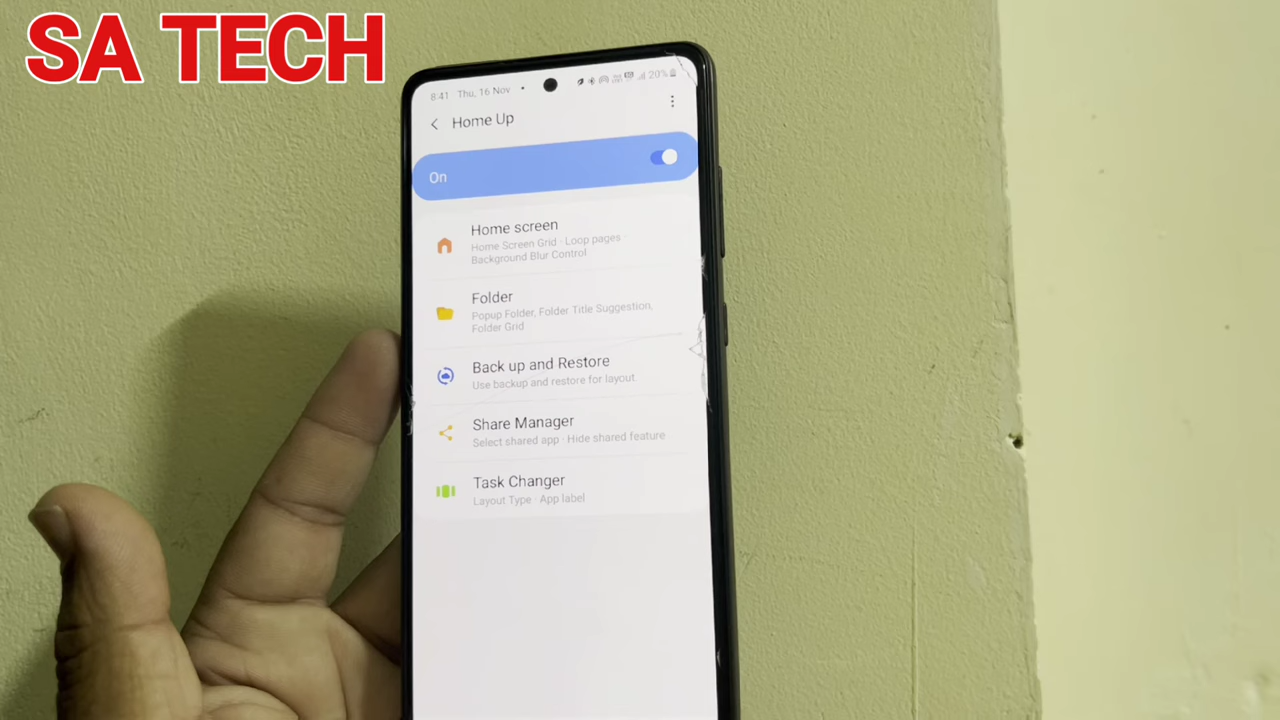 SA TECH
8:41 Thu, 16 Nov • 20%
Home Up
On
Home screen
Home Screen Grid · Loop pages ·
Background Blur Control
Folder
Popup Folder, Folder Title Suggestion,
Folder Grid
Back up and Restore
Use backup and restore for layout.
Share Manager
Select shared app · Hide shared feature
Task Changer
Layout Type · App label